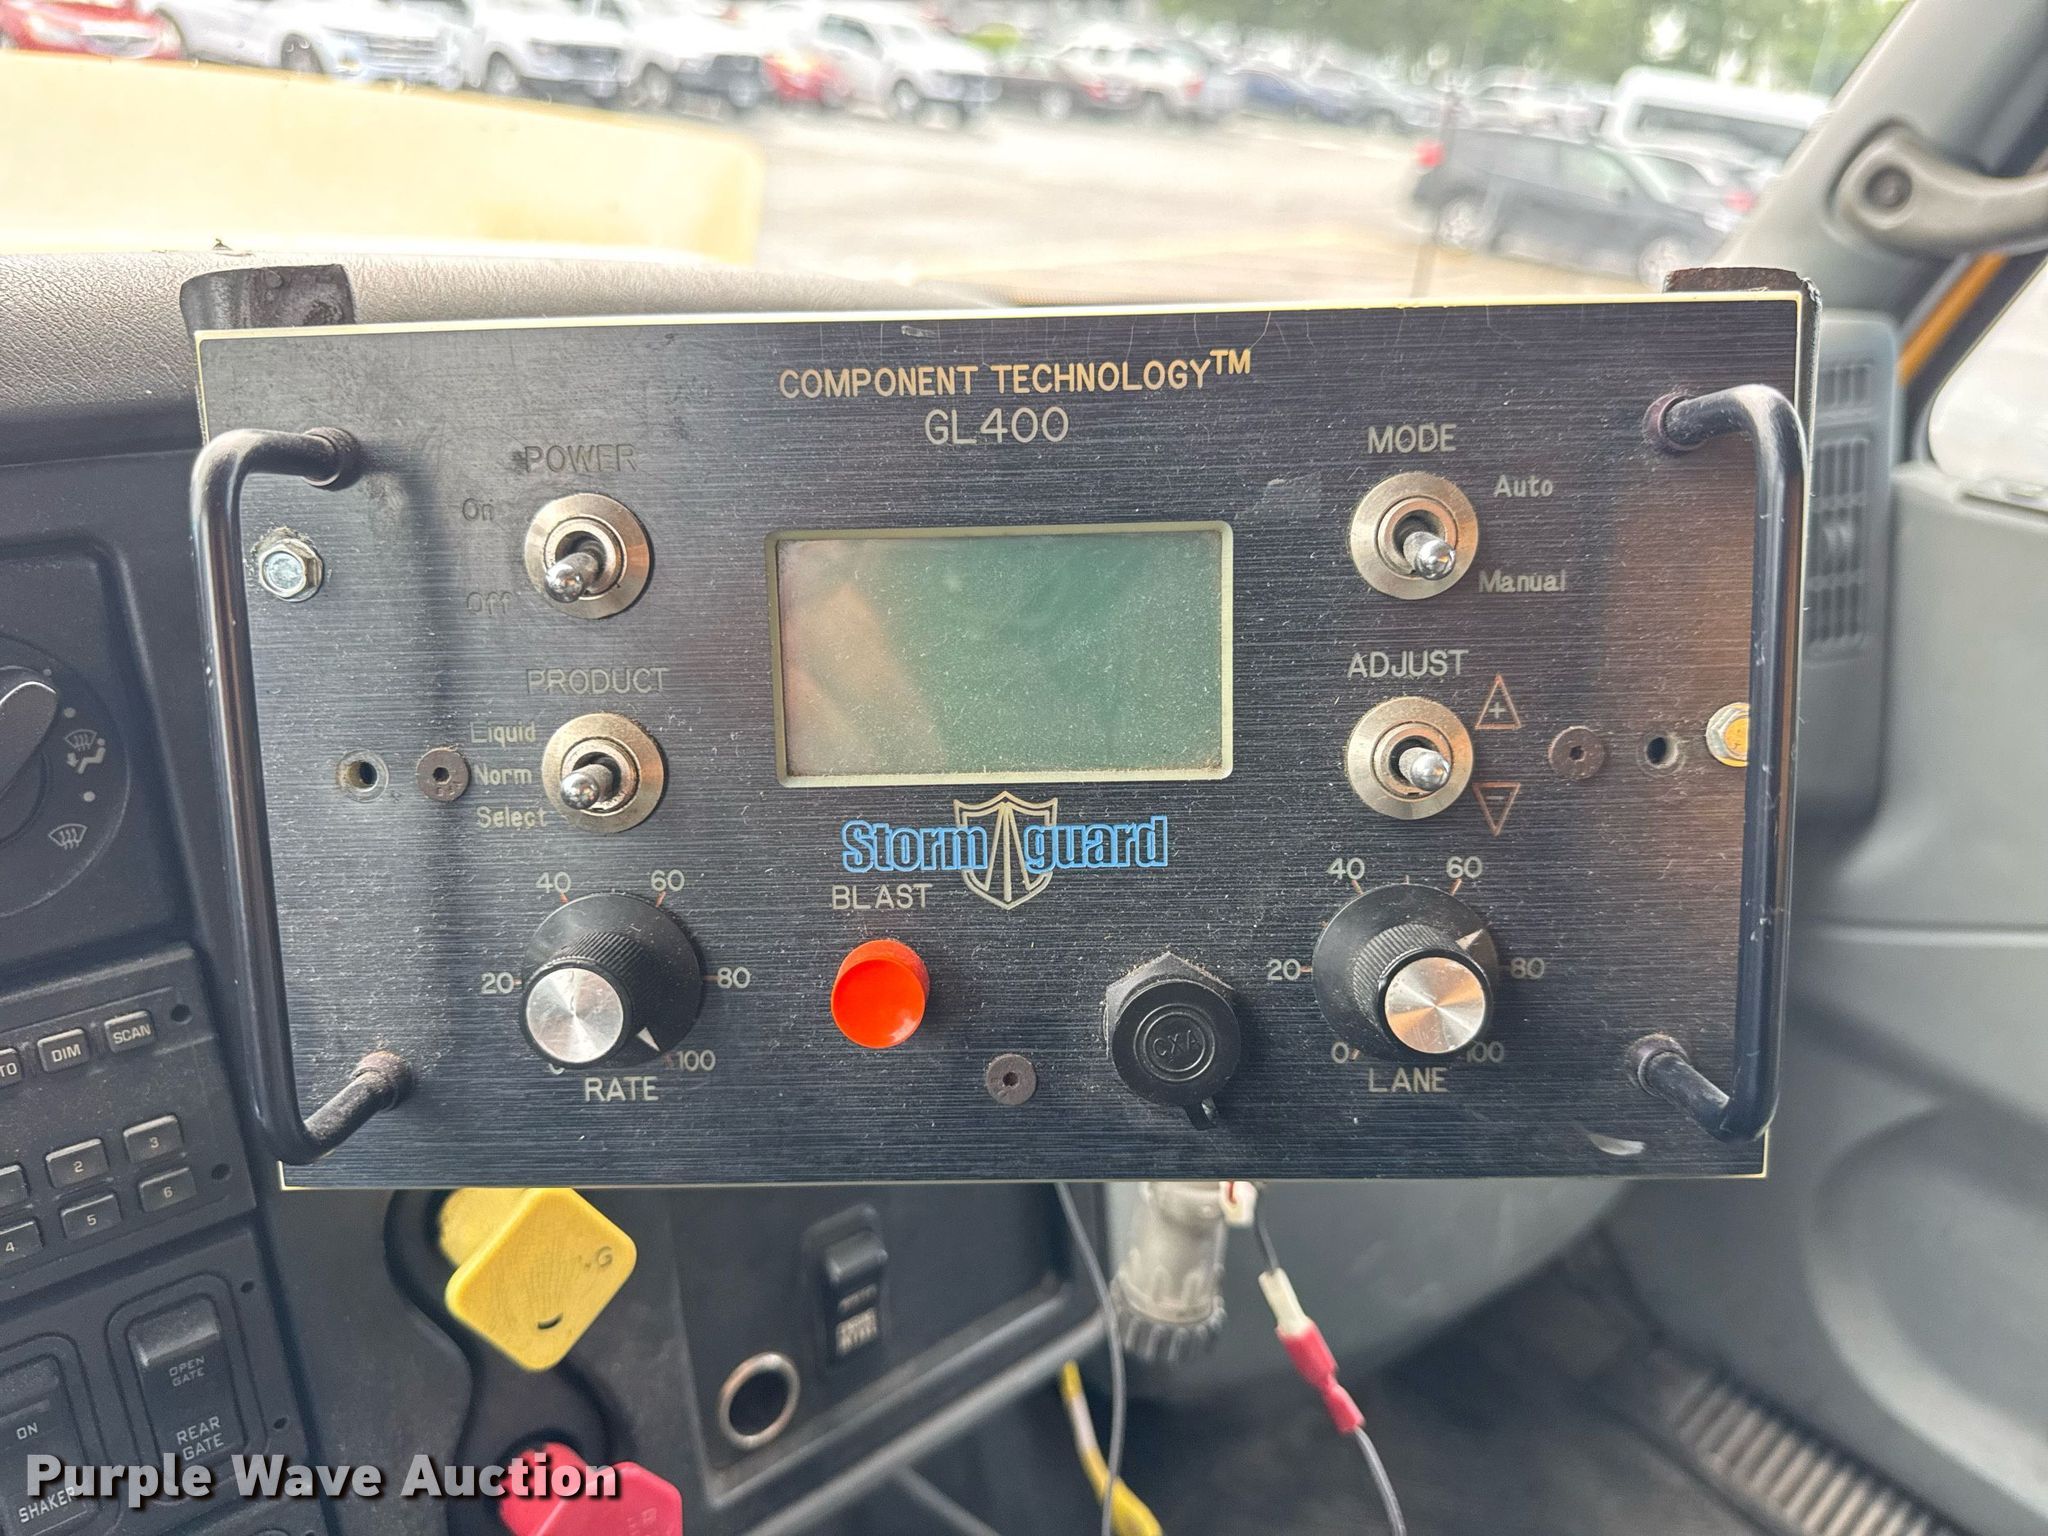 COMPONENT TECHNOLOGY™
GL400
POWER
On
Off
MODE
Auto
Manual
PRODUCT
Liquid
Norm
Select
ADJUST
+
-
Storm guard
BLAST
20
40
60
80
100
RATE
0
20
40
60
80
100
LANE
CXA
DIM
SCAN
2
3
4
5
6
OPEN
GATE
REAR
GATE
ON
SHAKER
Purple Wave Auction